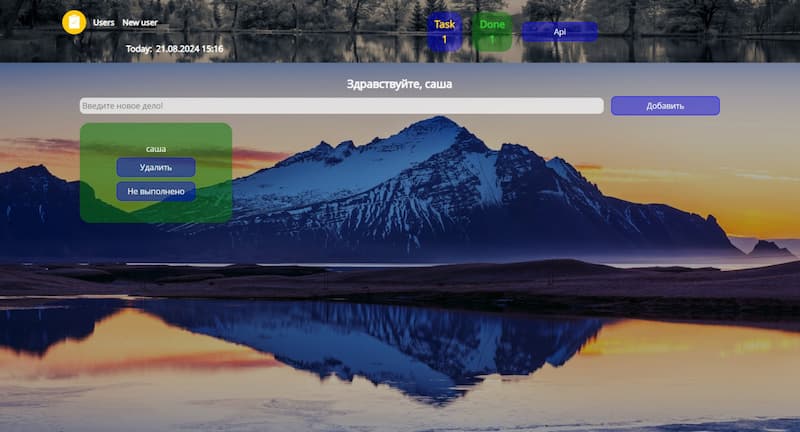 Users New user
Task
1
Done
1
Api
Today: 21.08.2024 15:16
Здравствуйте, саша
Введите новое дело!
Добавить
саша
Удалить
Не выполнено